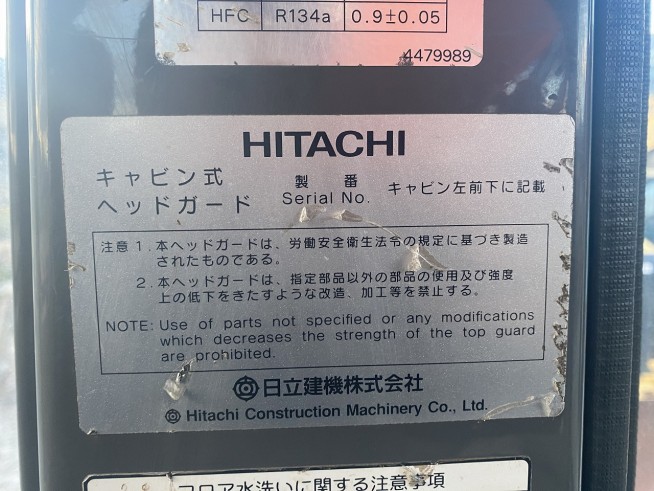 HFC R134a 0.9±0.05
4479989
HITACHI
キャビン式
ヘッドガード
製 番
Serial No.
キャビン左前下に記載
注意 1. 本ヘッドガードは、労働安全衛生法令の規定に基づき製造
されたものである。
2. 本ヘッドガードは、指定部品以外の部品の使用及び強度
上の低下をきたすような改造、加工等を禁止する。
NOTE: Use of parts not specified or any modifications
which decreases the strength of the top guard
are prohibited.
日立建機株式会社
Hitachi Construction Machinery Co., Ltd.
フロア水洗いに関する注意事項